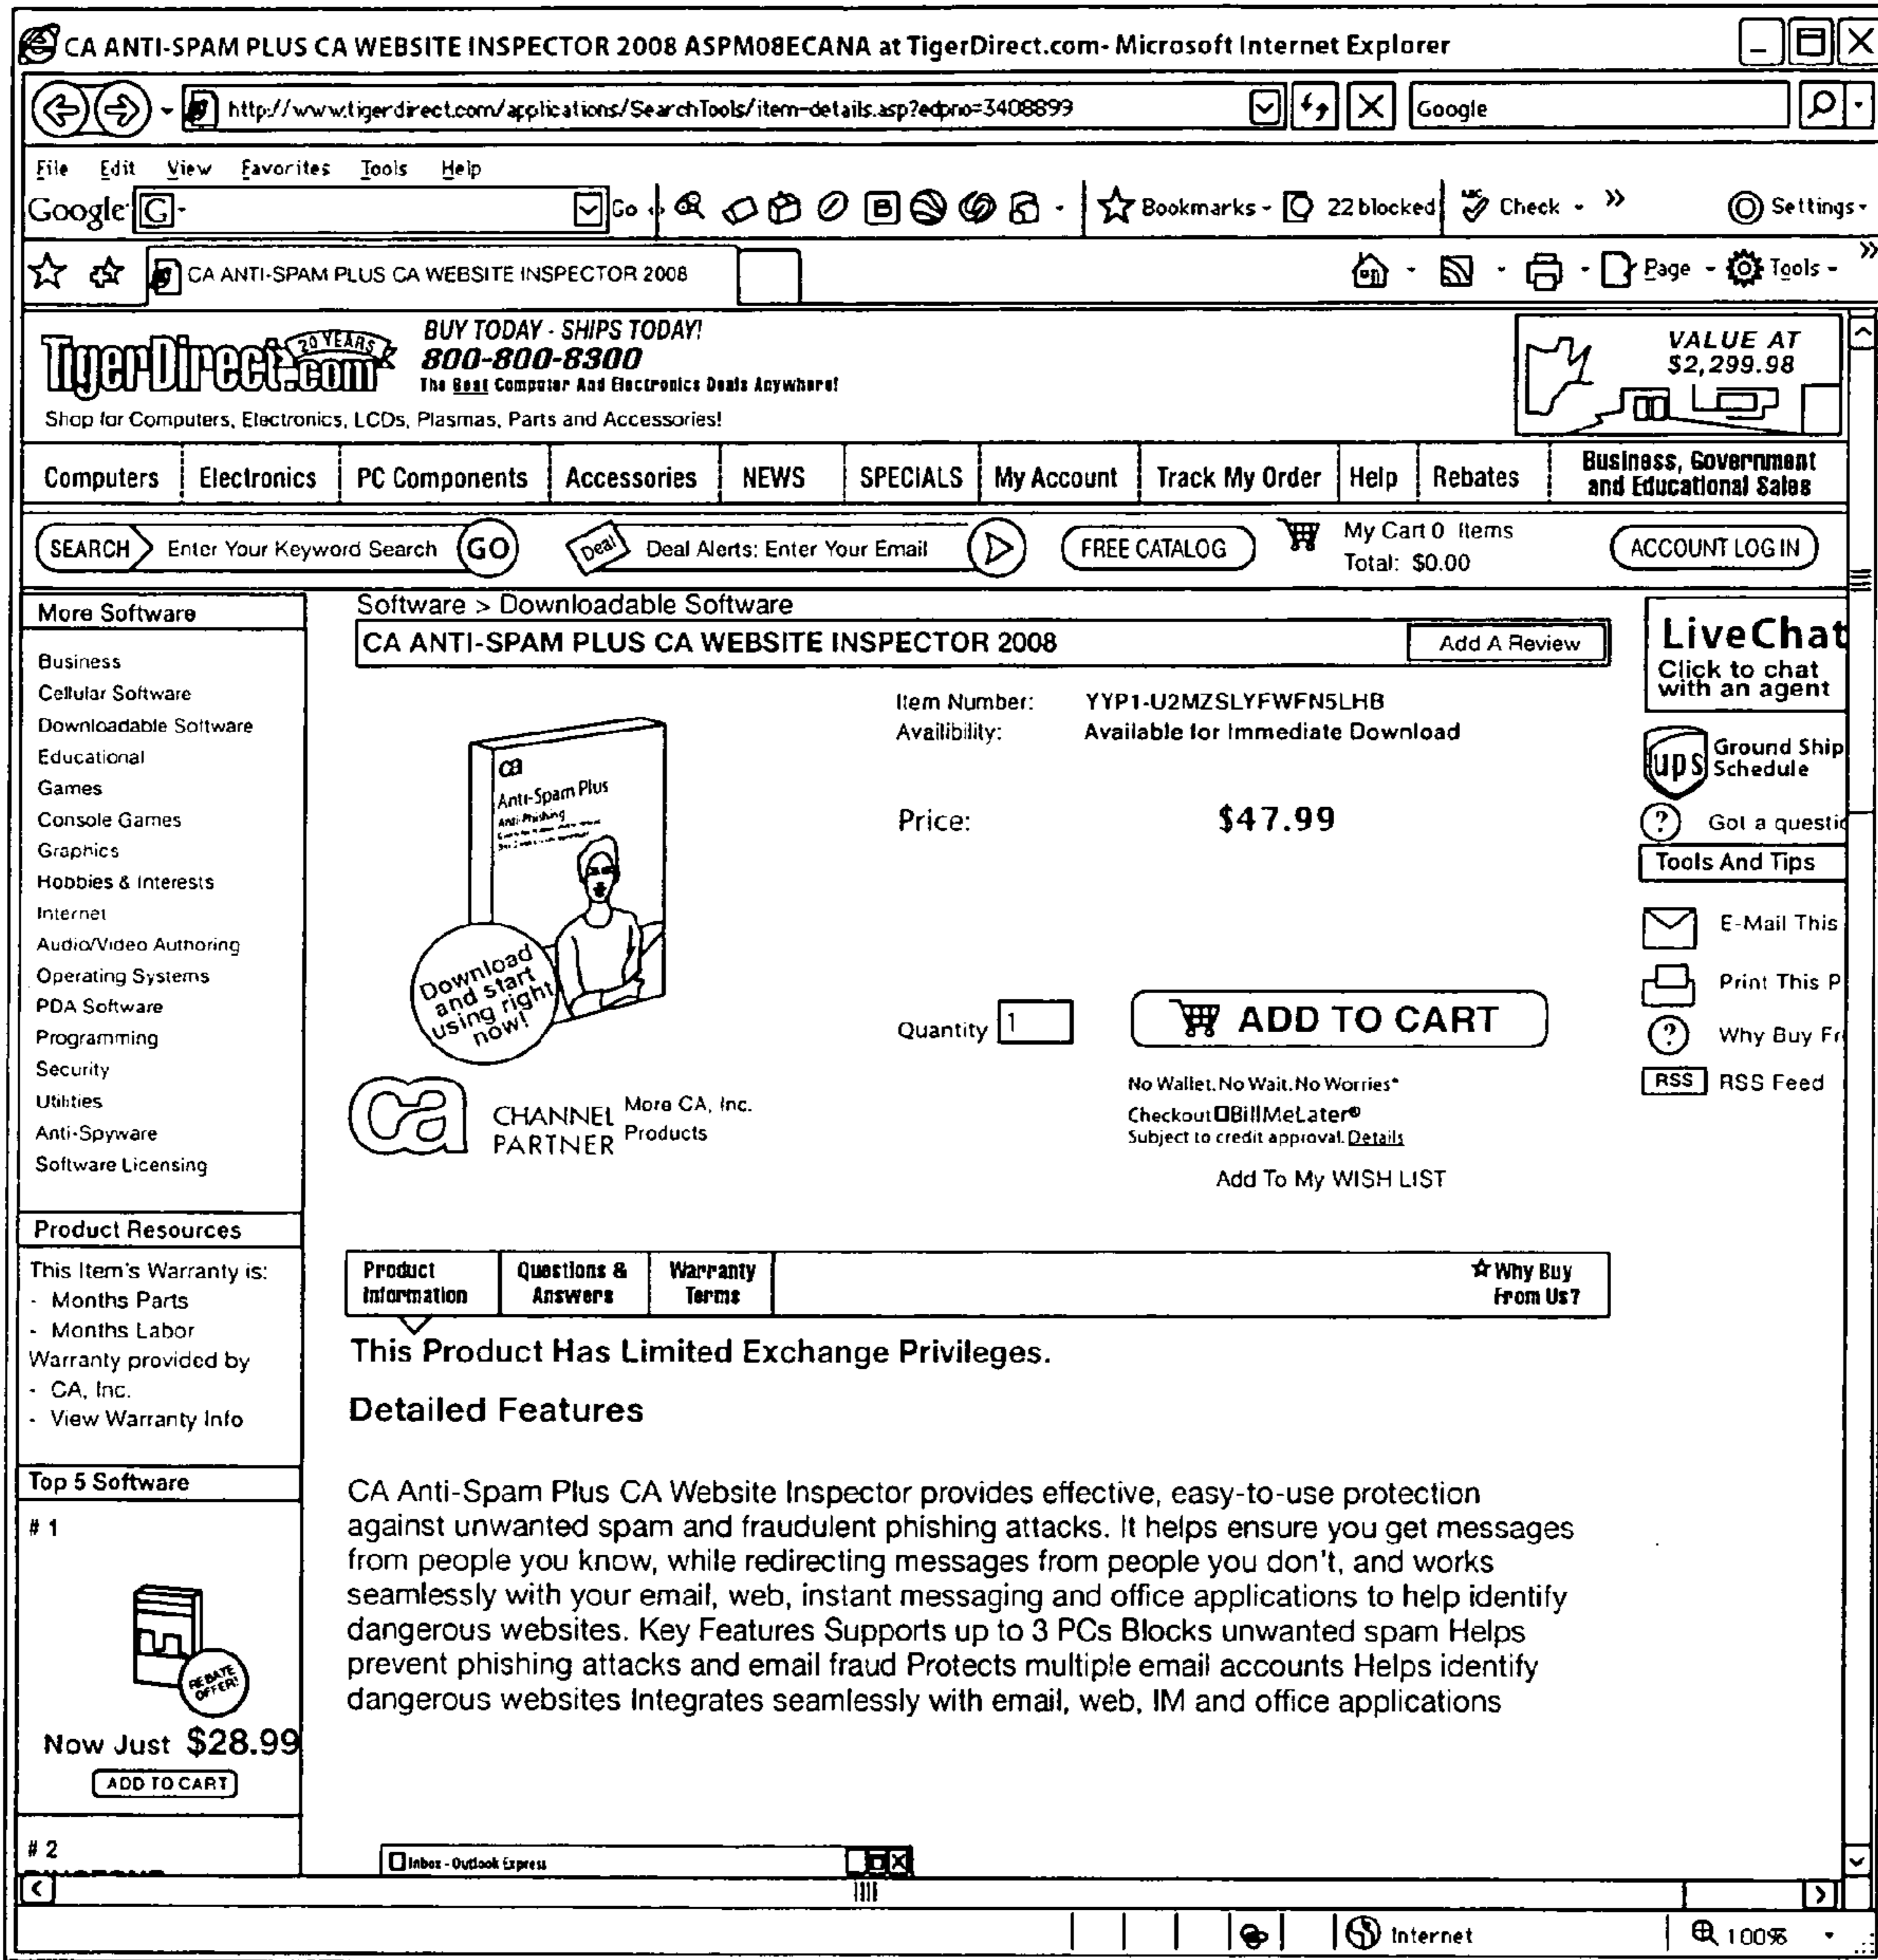 CA ANTI-SPAM PLUS CA WEBSITE INSPECTOR 2008 ASPM08ECANA at TigerDirect.com- Microsoft Internet Explorer
http://www.tigerdirect.com/applications/SearchTools/item-details.asp?edpno=3408899 Google
File Edit View Favorites Tools Help
Google G Go B Bookmarks 22 blocked ABC Check » Settings
CA ANTI-SPAM PLUS CA WEBSITE INSPECTOR 2008 Page Tools »
TigerDirect.com 20 YEARS
BUY TODAY - SHIPS TODAY!
800-800-8300
The Best Computer And Electronics Deals Anywhere!
Shop for Computers, Electronics, LCDs, Plasmas, Parts and Accessories!
VALUE AT
$2,299.98
Computers Electronics PC Components Accessories NEWS SPECIALS My Account Track My Order Help Rebates Business, Government and Educational Sales
SEARCH Enter Your Keyword Search GO Deal Deal Alerts: Enter Your Email FREE CATALOG My Cart 0 Items ACCOUNT LOG IN
Total: $0.00
More Software
Business
Cellular Software
Downloadable Software
Educational
Games
Console Games
Graphics
Hobbies & Interests
Internet
Audio/Video Authoring
Operating Systems
PDA Software
Programming
Security
Utilities
Anti-Spyware
Software Licensing
Product Resources
This Item's Warranty is:
- Months Parts
- Months Labor
Warranty provided by
- CA, Inc.
- View Warranty Info
Top 5 Software
# 1
REBATE
OFFER!
Now Just $28.99
ADD TO CART
# 2
Software > Downloadable Software
CA ANTI-SPAM PLUS CA WEBSITE INSPECTOR 2008 Add A Review
Item Number: YYP1-U2MZSLYFWFN5LHB
Availibility: Available for Immediate Download
ca
Anti-Spam Plus
Anti-Phishing
Download
and start
using right
now!
Price: $47.99
Quantity 1 ADD TO CART
ca CHANNEL PARTNER
More CA, Inc.
Products
No Wallet. No Wait. No Worries*
Checkout BillMeLater®
Subject to credit approval. Details
Add To My WISH LIST
LiveChat
Click to chat
with an agent
ups Ground Ship
Schedule
? Got a questio
Tools And Tips
E-Mail This
Print This P
? Why Buy Fr
RSS RSS Feed
Product Information Questions & Answers Warranty Terms ☆ Why Buy From Us?
This Product Has Limited Exchange Privileges.
Detailed Features
CA Anti-Spam Plus CA Website Inspector provides effective, easy-to-use protection
against unwanted spam and fraudulent phishing attacks. It helps ensure you get messages
from people you know, while redirecting messages from people you don't, and works
seamlessly with your email, web, instant messaging and office applications to help identify
dangerous websites. Key Features Supports up to 3 PCs Blocks unwanted spam Helps
prevent phishing attacks and email fraud Protects multiple email accounts Helps identify
dangerous websites Integrates seamlessly with email, web, IM and office applications
Inbox - Outlook Express
Internet 100%